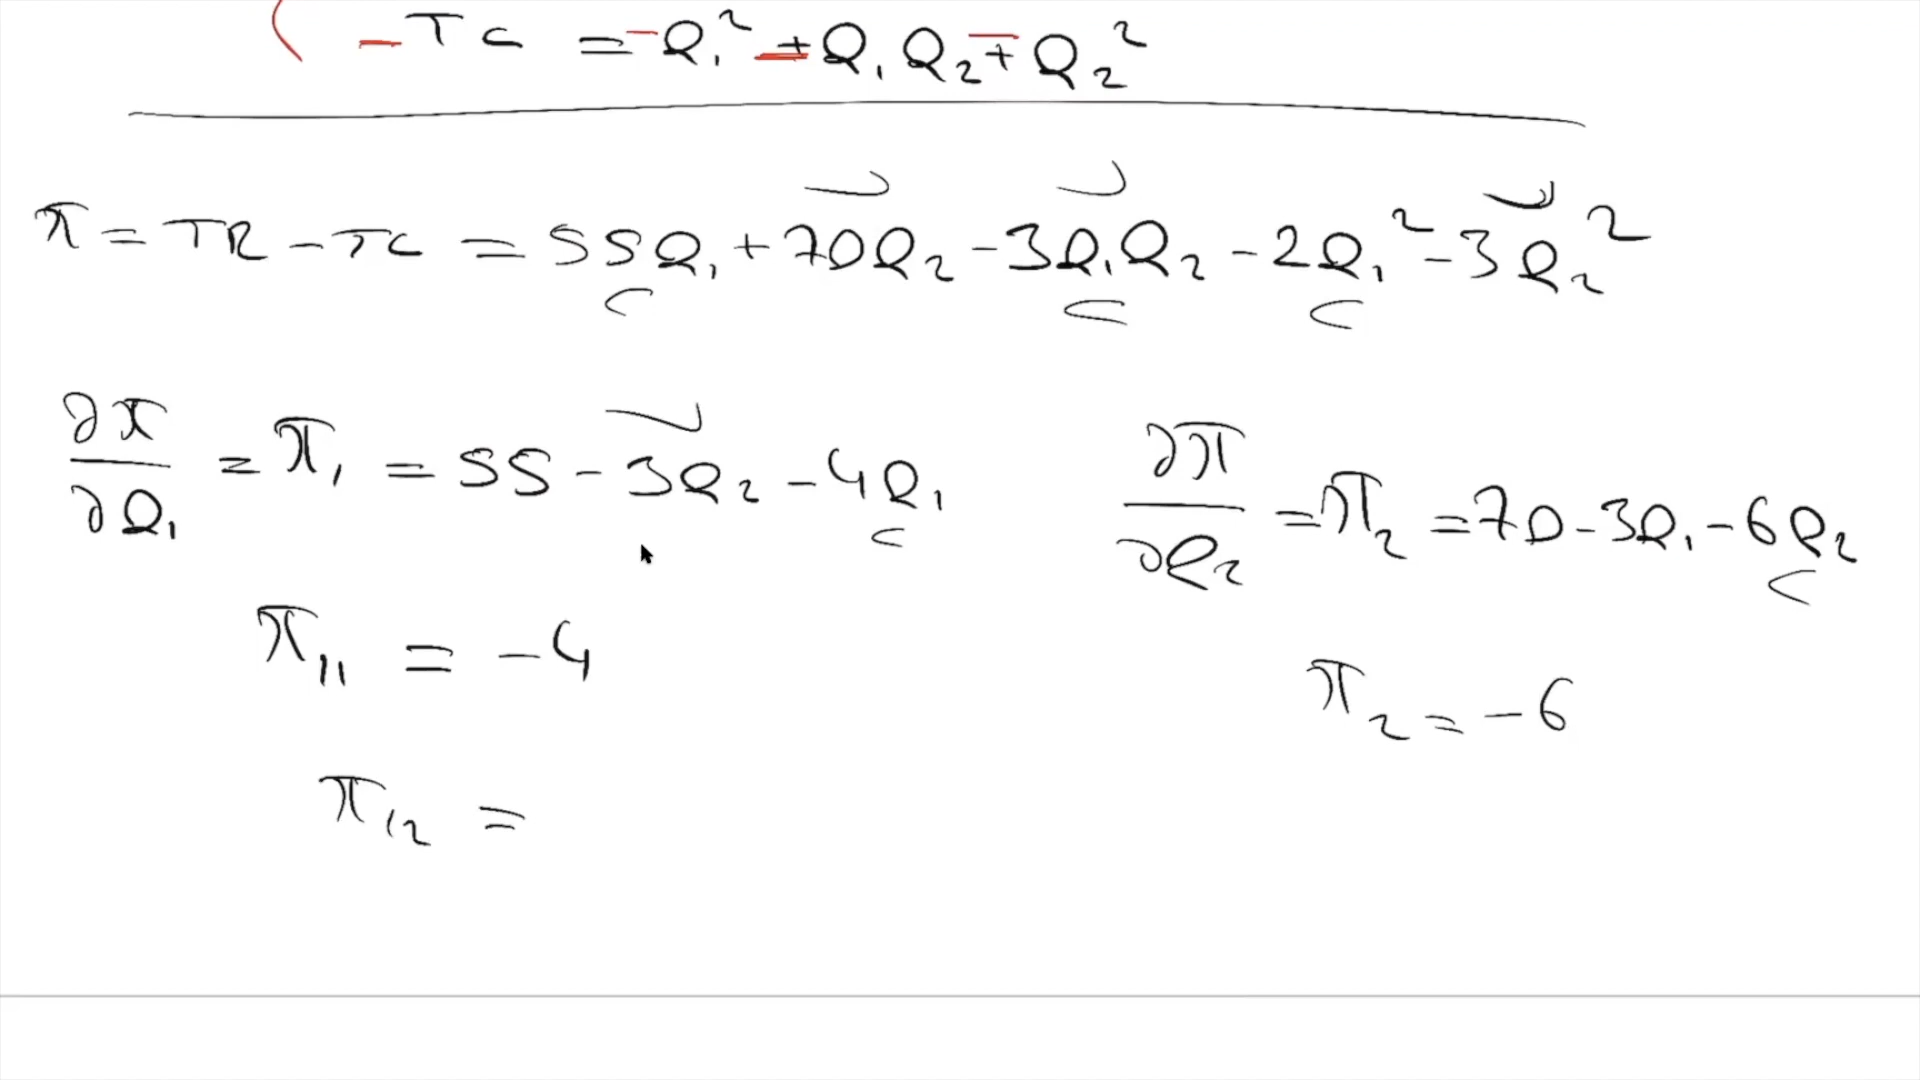 -TC = -Q₁² ± Q₁Q₂ ∓ Q₂²
π = TR - TC = 55Q₁ + 70Q₂ - 3Q₁Q₂ - 2Q₁² - 3Q₂²
∂π/∂Q₁ = π₁ = 55 - 3Q₂ - 4Q₁
∂π/∂Q₂ = π₂ = 70 - 3Q₁ - 6Q₂
π₁₁ = -4
π₂ = -6
π₁₂ =